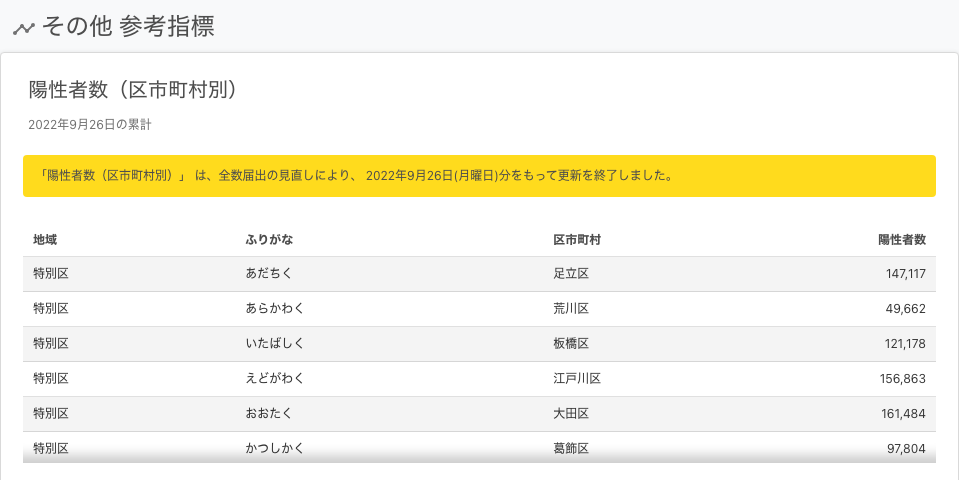 その他 参考指標
陽性者数（区市町村別）
2022年9月26日の累計
「陽性者数（区市町村別）」 は、全数届出の見直しにより、 2022年9月26日(月曜日)分をもって更新を終了しました。
地域 ふりがな 区市町村 陽性者数
特別区 あだちく 足立区 147,117
特別区 あらかわく 荒川区 49,662
特別区 いたばしく 板橋区 121,178
特別区 えどがわく 江戸川区 156,863
特別区 おおたく 大田区 161,484
特別区 かつしかく 葛飾区 97,804